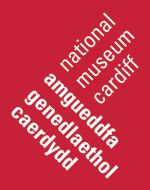 national
museum
cardiff
amgueddfa
genedlaethol
caerdydd